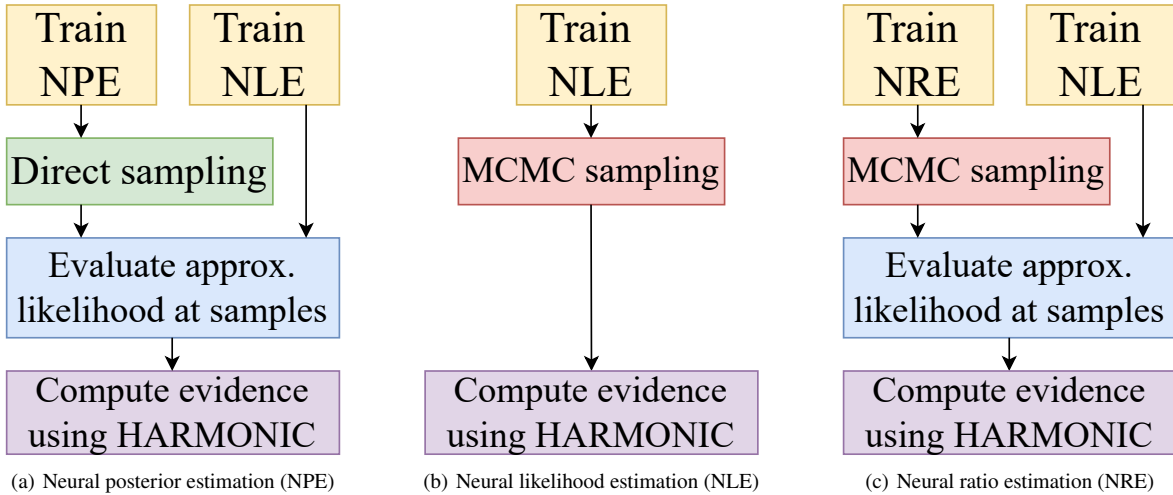 Train
NPE
Train
NLE
Direct sampling
Evaluate approx.
likelihood at samples
Compute evidence
using HARMONIC
(a) Neural posterior estimation (NPE)
Train
NLE
MCMC sampling
Compute evidence
using HARMONIC
(b) Neural likelihood estimation (NLE)
Train
NRE
Train
NLE
MCMC sampling
Evaluate approx.
likelihood at samples
Compute evidence
using HARMONIC
(c) Neural ratio estimation (NRE)